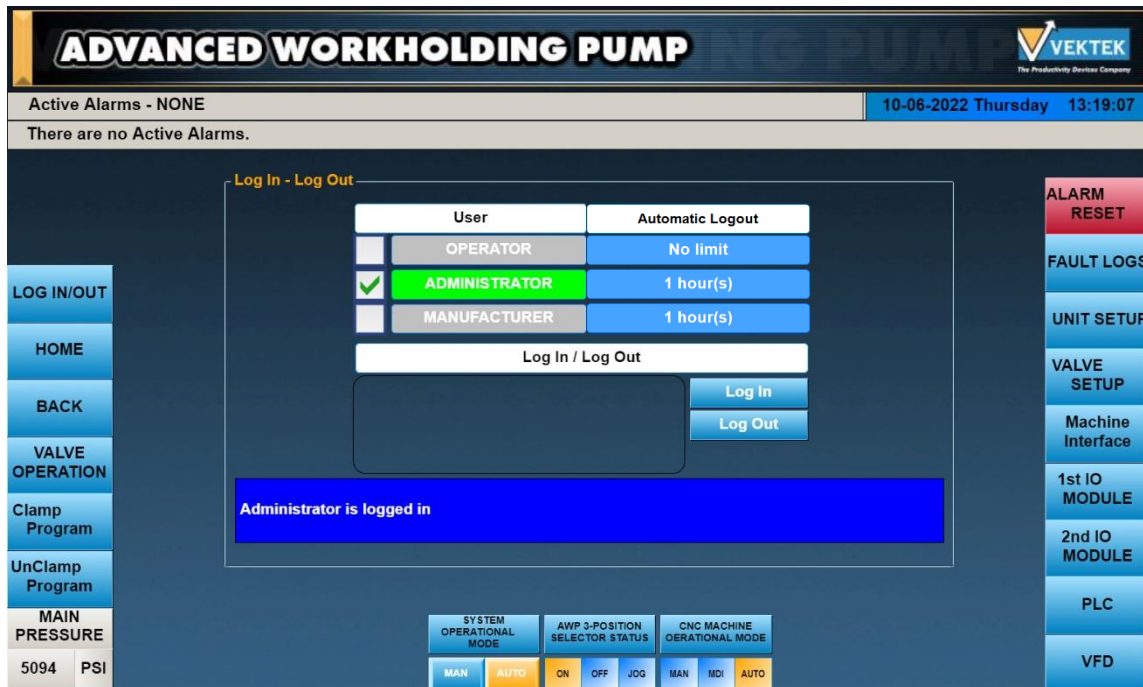 ADVANCED WORKHOLDING PUMP
VEKTEK
The Productivity Devices Company
Active Alarms - NONE
10-06-2022 Thursday 13:19:07
There are no Active Alarms.
Log In - Log Out
User Automatic Logout
OPERATOR No limit
ADMINISTRATOR 1 hour(s)
MANUFACTURER 1 hour(s)
Log In / Log Out
Log In
Log Out
Administrator is logged in
LOG IN/OUT
HOME
BACK
VALVE
OPERATION
Clamp
Program
UnClamp
Program
MAIN
PRESSURE
5094 PSI
SYSTEM
OPERATIONAL
MODE
MAN AUTO
AWP 3-POSITION
SELECTOR STATUS
ON OFF JOG
CNC MACHINE
OERATIONAL MODE
MAN MDI AUTO
ALARM
RESET
FAULT LOGS
UNIT SETUP
VALVE
SETUP
Machine
Interface
1st IO
MODULE
2nd IO
MODULE
PLC
VFD